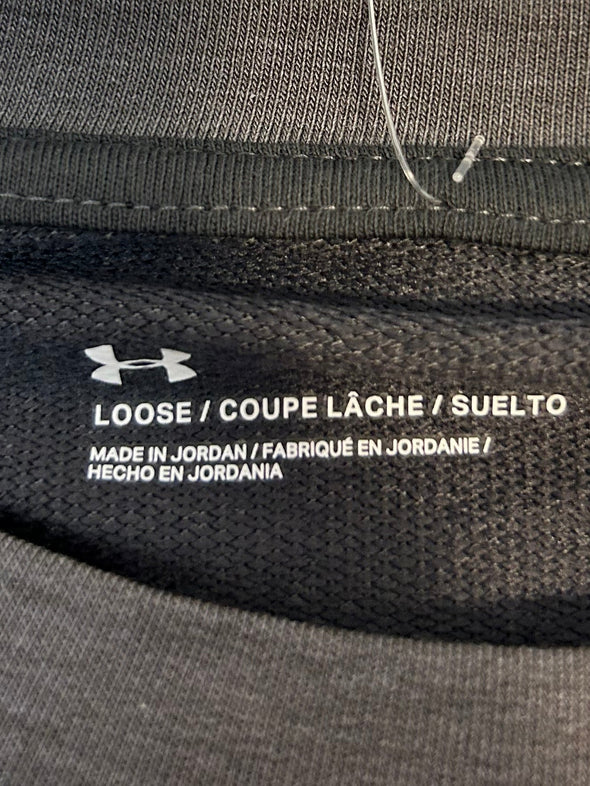 LOOSE / COUPE LÂCHE / SUELTO
MADE IN JORDAN / FABRIQUÉ EN JORDANIE /
HECHO EN JORDANIA